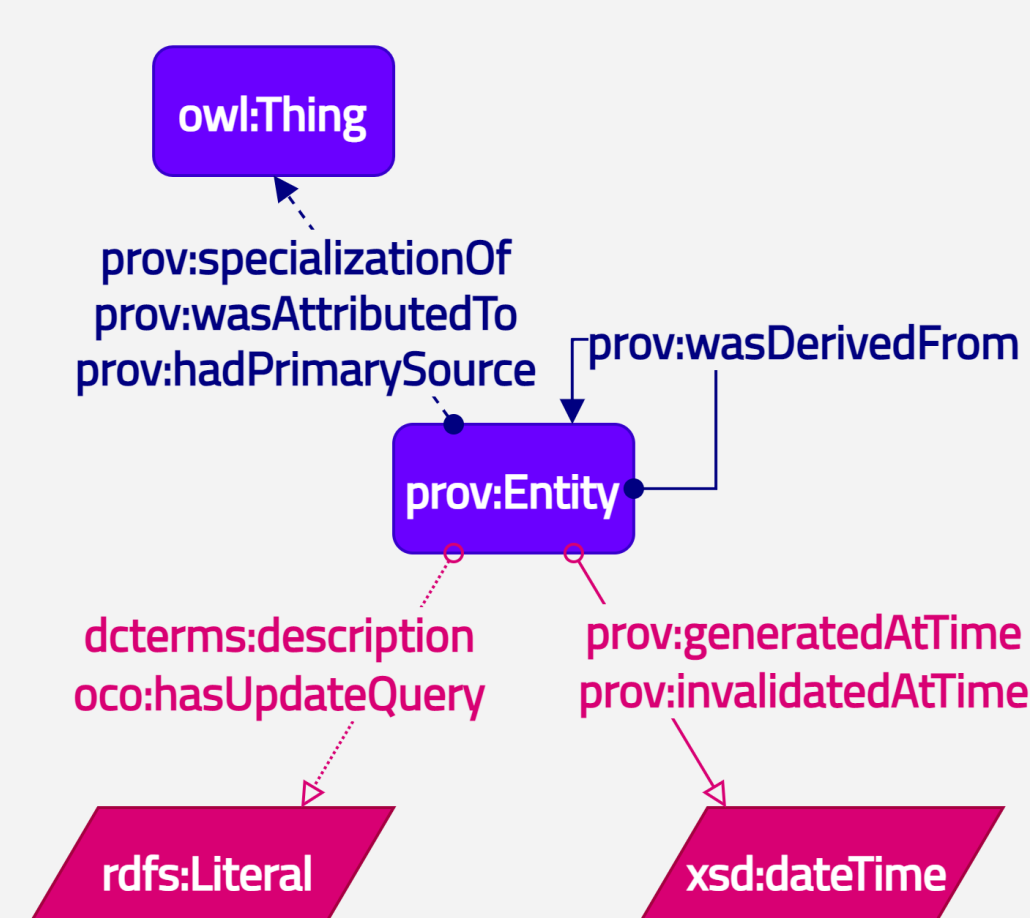 owl:Thing
prov:specializationOf
prov:wasAttributedTo
prov:hadPrimarySource
prov:wasDerivedFrom
prov:Entity
dcterms:description
oco:hasUpdateQuery
prov:generatedAtTime
prov:invalidatedAtTime
rdfs:Literal
xsd:dateTime